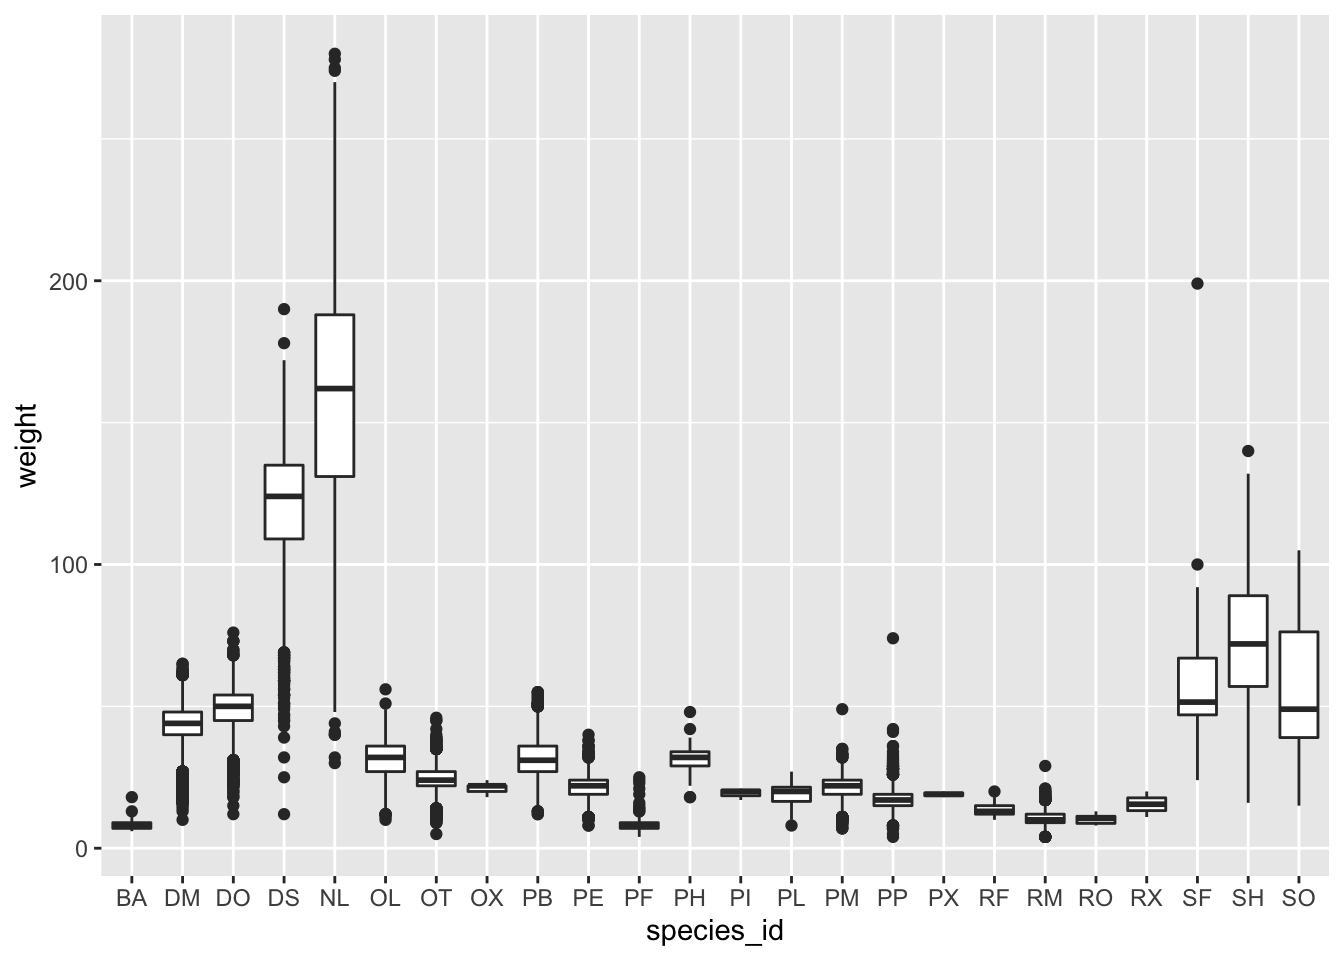 weight
200
100
0
BA DM DO DS NL OL OT OX PB PE PF PH PI PL PM PP PX RF RM RO RX SF SH SO
species_id